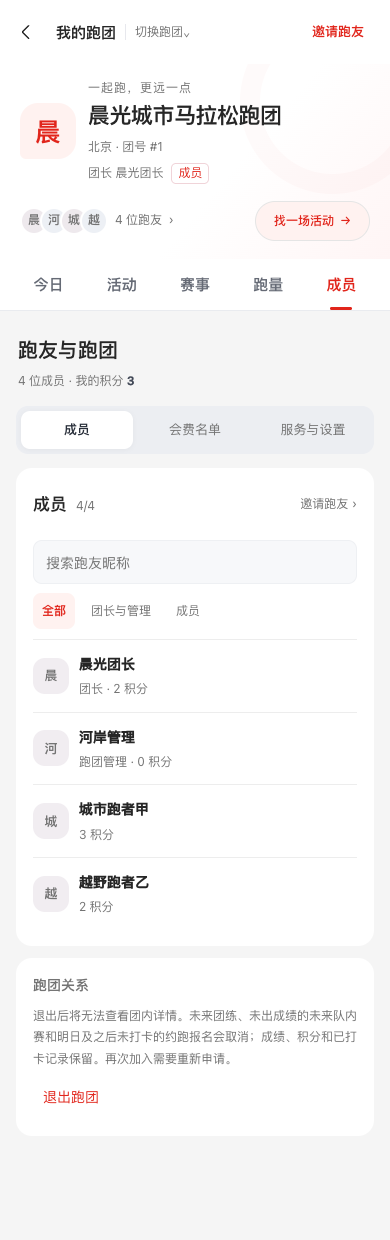 我的跑团 切换跑团⌄ 邀请跑友
一起跑，更远一点
晨
晨光城市马拉松跑团
北京 · 团号 #1
团长 晨光团长 成员
晨 河 城 越 4 位跑友 › 找一场活动 →
今日 活动 赛事 跑量 成员
跑友与跑团
4 位成员 · 我的积分 3
成员 会费名单 服务与设置
成员 4/4 邀请跑友 ›
搜索跑友昵称
全部 团长与管理 成员
晨 晨光团长
团长 · 2 积分
河 河岸管理
跑团管理 · 0 积分
城 城市跑者甲
3 积分
越 越野跑者乙
2 积分
跑团关系
退出后将无法查看团内详情。未来团练、未出成绩的未来队内
赛和明日及之后未打卡的约跑报名会取消；成绩、积分和已打
卡记录保留。再次加入需要重新申请。
退出跑团